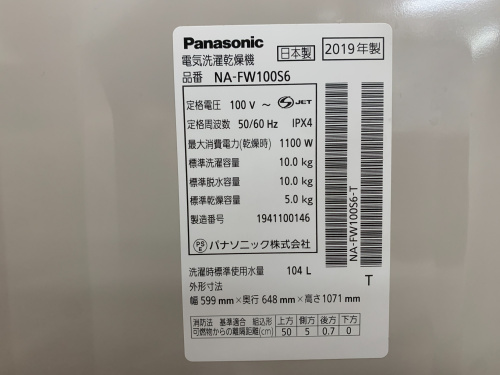 Panasonic 日本製 2019年製
電気洗濯乾燥機
品番 NA-FW100S6
定格電圧 100 V ～ S JET
定格周波数 50/60 Hz IPX4
最大消費電力(乾燥時) 1100 W
標準洗濯容量 10.0 kg
標準脱水容量 10.0 kg
標準乾燥容量 5.0 kg
製造番号 1941100146
PSE パナソニック株式会社
洗濯時標準使用水量 104 L
外形寸法
幅 599 mm×奥行 648 mm×高さ1071 mm
消防法 基準適合 組込形 上方 側方 後方 下方
可燃物からの離隔距離(cm) 50 5 0.7 0
NA-FW100S6-T
T